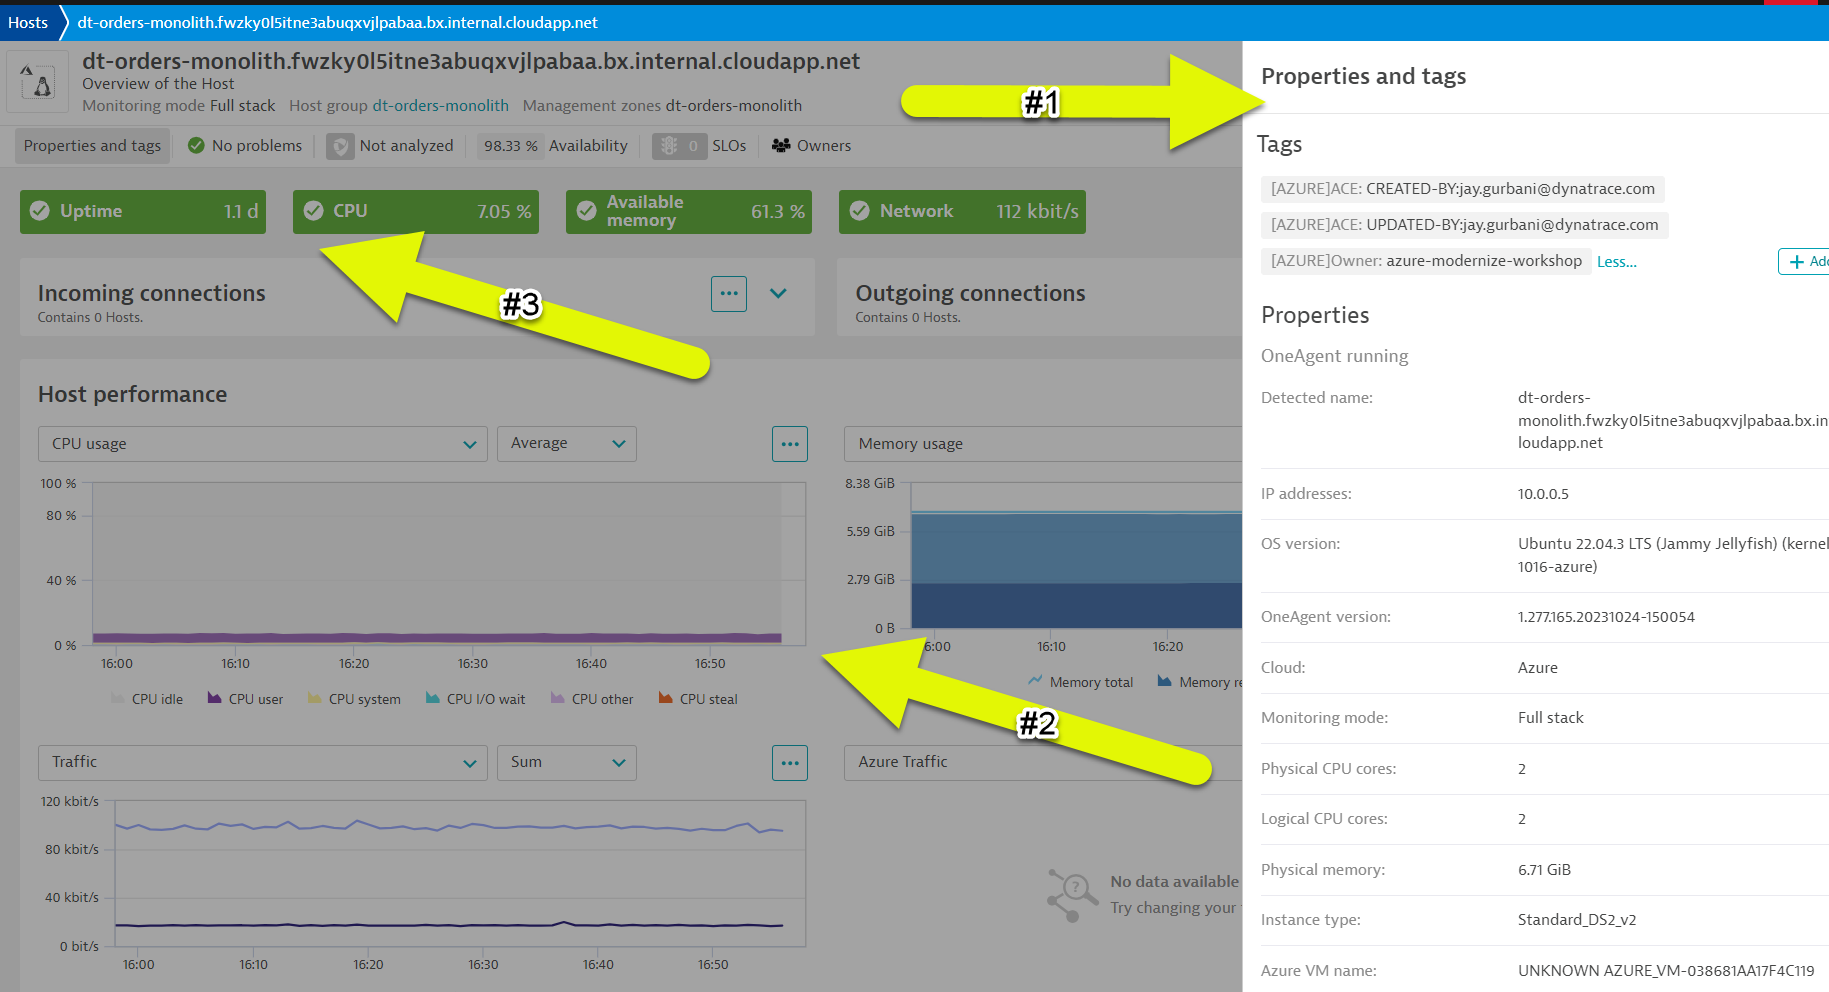 Hosts
dt-orders-monolith.fwzky0l5itne3abuqxvjlpabaa.bx.internal.cloudapp.net
dt-orders-monolith.fwzky0l5itne3abuqxvjlpabaa.bx.internal.cloudapp.net
Overview of the Host
Monitoring mode Full stack Host group dt-orders-monolith Management zones dt-orders-monolith
Properties and tags No problems Not analyzed 98.33 % Availability 0 SLOs Owners
Uptime 1.1 d
CPU 7.05 %
Available
memory
61.3 %
Network 112 kbit/s
#1
#3
#2
Incoming connections
Contains 0 Hosts.
Outgoing connections
Contains 0 Hosts.
Host performance
CPU usage
Average
100 %
80 %
40 %
0 %
16:00 16:10 16:20 16:30 16:40 16:50
CPU idle CPU user CPU system CPU I/O wait CPU other CPU steal
Memory usage
8.38 GiB
5.59 GiB
2.79 GiB
0 B
6:00 16:10 16:20
Memory total Memory re
Traffic
Sum
120 kbit/s
80 kbit/s
40 kbit/s
0 bit/s
16:00 16:10 16:20 16:30 16:40 16:50
Azure Traffic
No data available
Try changing your
Properties and tags
Tags
[AZURE]ACE: CREATED-BY:jay.gurbani@dynatrace.com
[AZURE]ACE: UPDATED-BY:jay.gurbani@dynatrace.com
[AZURE]Owner: azure-modernize-workshop Less...
Add
Properties
OneAgent running
Detected name: dt-orders-
monolith.fwzky0l5itne3abuqxvjlpabaa.bx.in
loudapp.net
IP addresses: 10.0.0.5
OS version: Ubuntu 22.04.3 LTS (Jammy Jellyfish) (kernel
1016-azure)
OneAgent version: 1.277.165.20231024-150054
Cloud: Azure
Monitoring mode: Full stack
Physical CPU cores: 2
Logical CPU cores: 2
Physical memory: 6.71 GiB
Instance type: Standard_DS2_v2
Azure VM name: UNKNOWN AZURE_VM-038681AA17F4C119